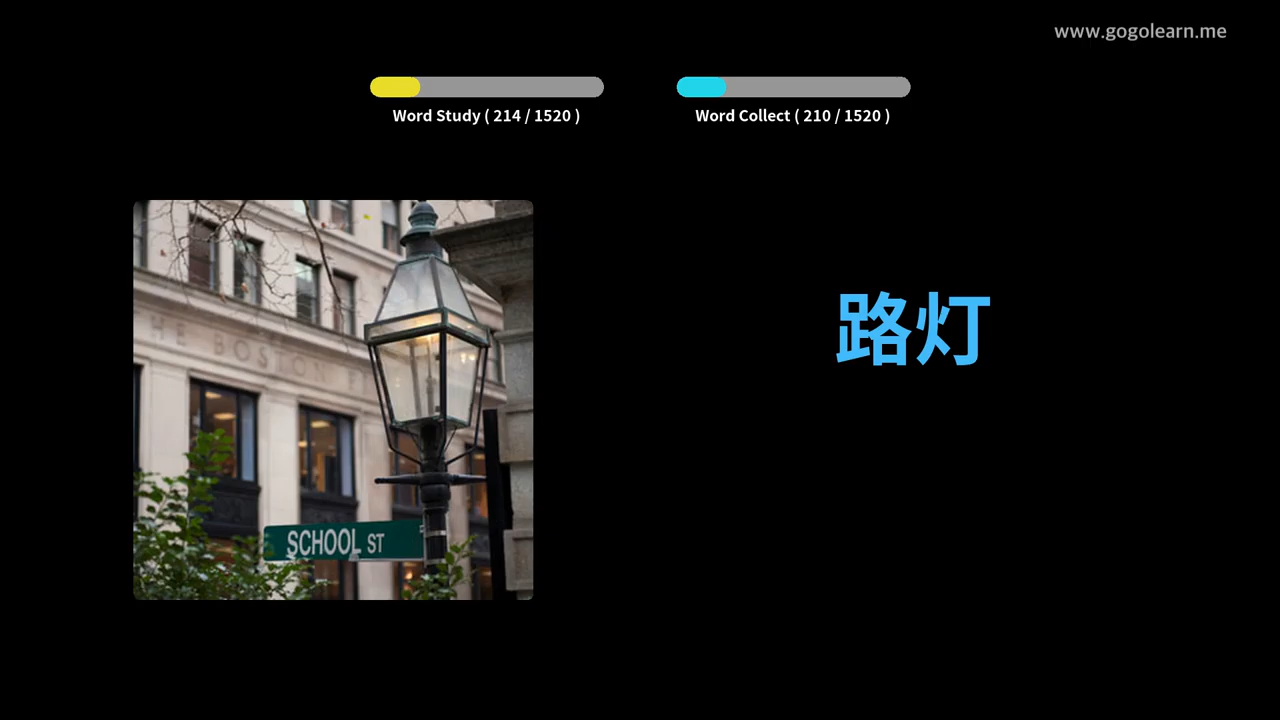 www.gogolearn.me
Word Study ( 214 / 1520 )
Word Collect ( 210 / 1520 )
HE BOSTON
路灯
SCHOOL ST